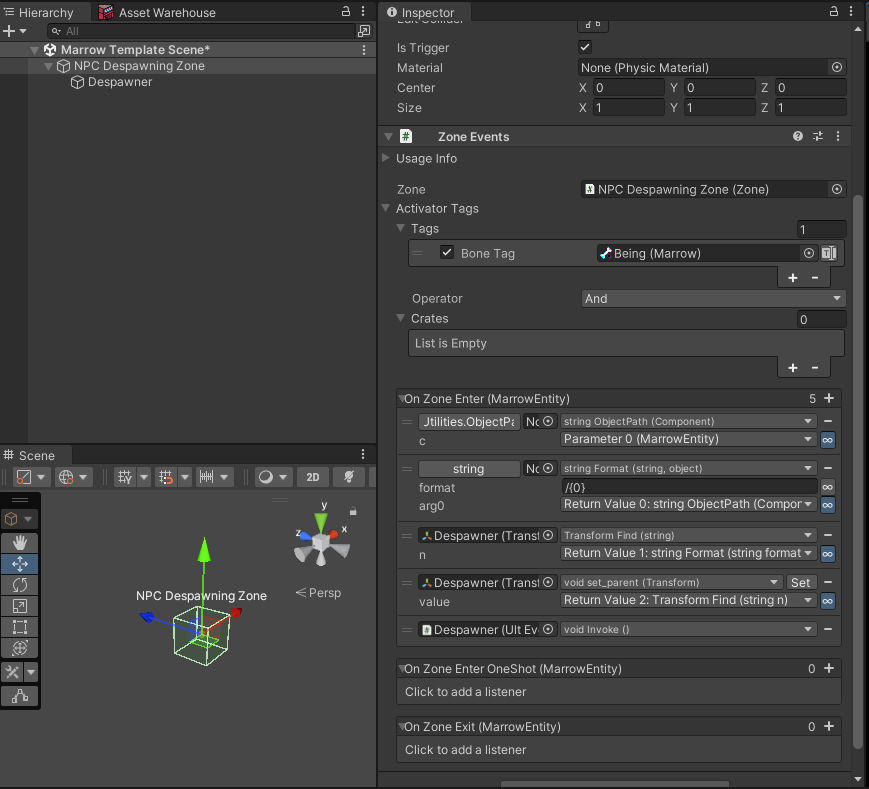 Hierarchy
Asset Warehouse
All
Marrow Template Scene*
NPC Despawning Zone
Despawner
Scene
2D
y
z
x
Persp
NPC Despawning Zone
Inspector
Is Trigger
Material None (Physic Material)
Center X 0 Y 0 Z 0
Size X 1 Y 1 Z 1
# Zone Events
Usage Info
Zone NPC Despawning Zone (Zone)
Activator Tags
Tags 1
Bone Tag Being (Marrow)
+ -
Operator And
Crates 0
List is Empty
+ -
On Zone Enter (MarrowEntity) 5 +
Utilities.ObjectPa No string ObjectPath (Component)
c Parameter 0 (MarrowEntity)
string No string Format (string, object)
format /{0}
arg0 Return Value 0: string ObjectPath (Compor
Despawner (Transf Transform Find (string)
n Return Value 1: string Format (string format
Despawner (Transf void set_parent (Transform) Set
value Return Value 2: Transform Find (string n)
Despawner (Ult Eve void Invoke ()
On Zone Enter OneShot (MarrowEntity) 0 +
Click to add a listener
On Zone Exit (MarrowEntity) 0 +
Click to add a listener